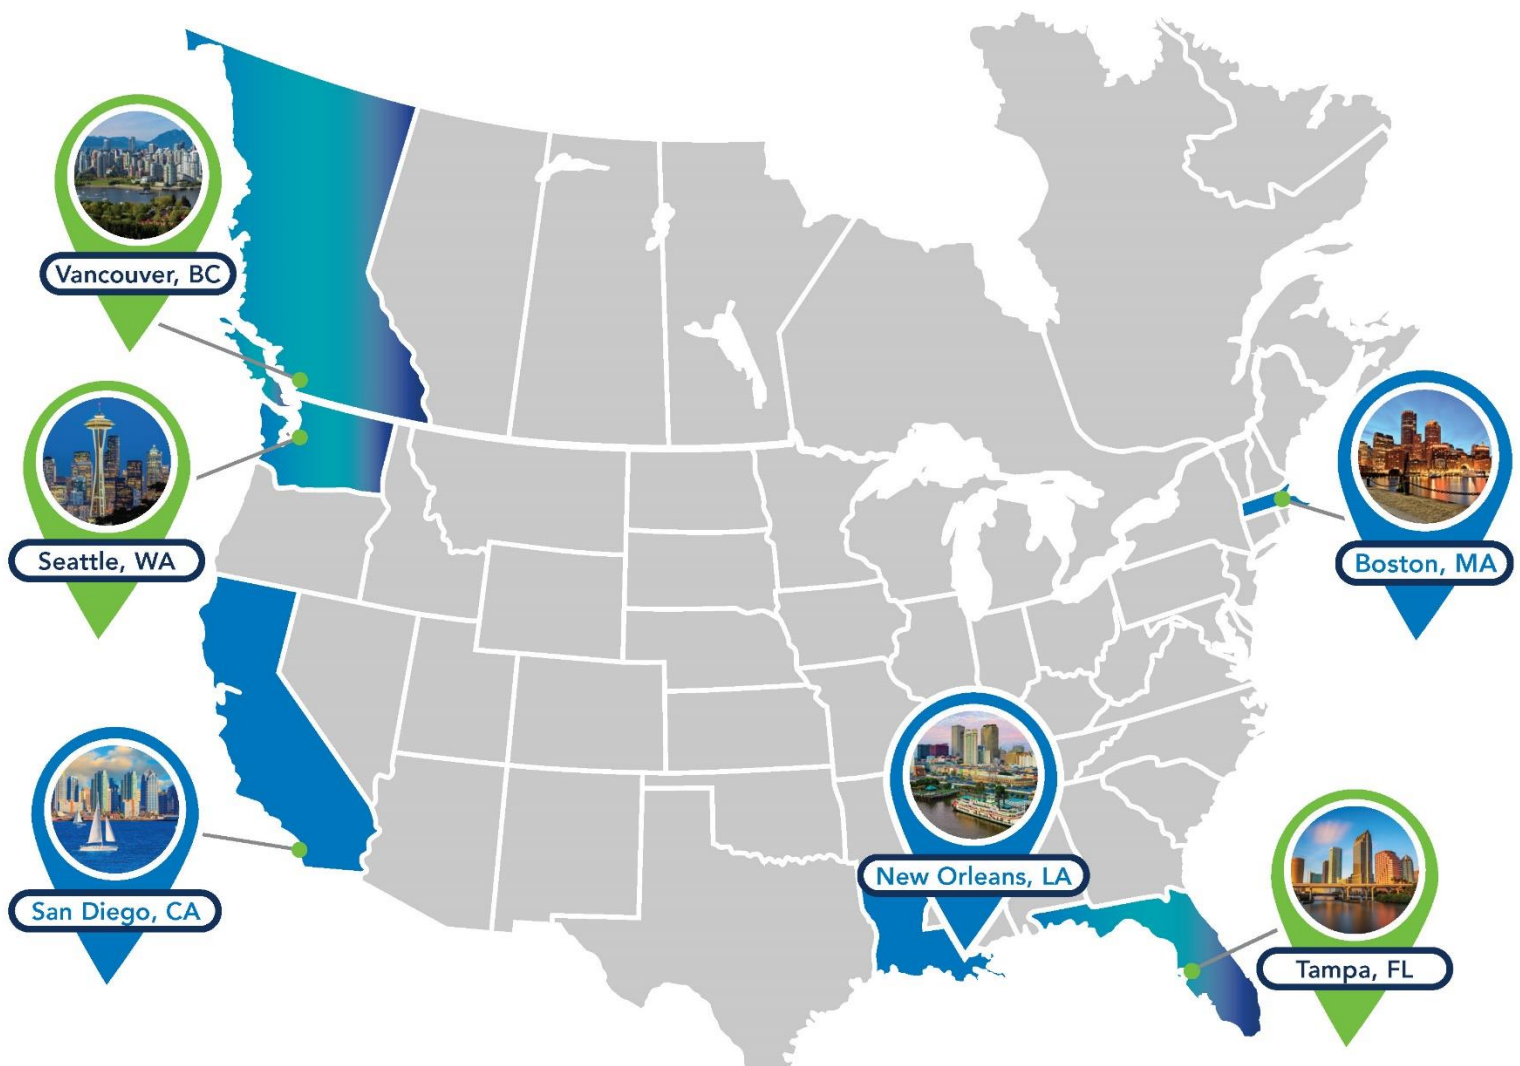 Vancouver, BC
Seattle, WA
Boston, MA
San Diego, CA
New Orleans, LA
Tampa, FL